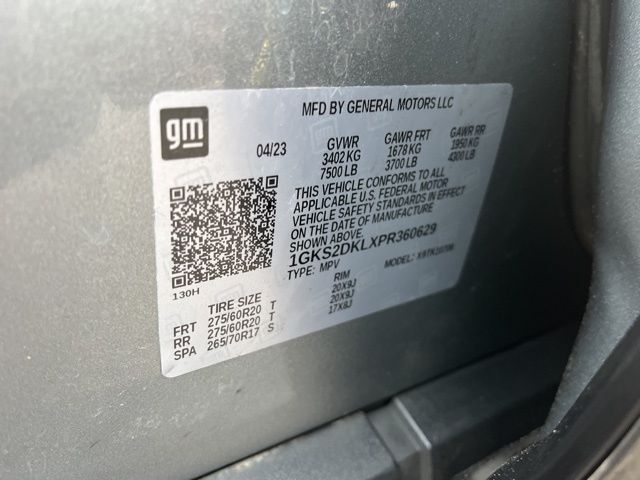 gm
MFD BY GENERAL MOTORS LLC
04/23 GVWR GAWR FRT GAWR RR
3402 KG 1678 KG 1950 KG
7500 LB 3700 LB 4300 LB
THIS VEHICLE CONFORMS TO ALL
APPLICABLE U.S. FEDERAL MOTOR
VEHICLE SAFETY STANDARDS IN EFFECT
ON THE DATE OF MANUFACTURE
SHOWN ABOVE.
1GKS2DKLXPR360629
TYPE: MPV MODEL:
130H
TIRE SIZE RIM
FRT 275/60R20 T 20X9J
RR 275/60R20 T 20X9J
SPA 265/70R17 S 17X8J